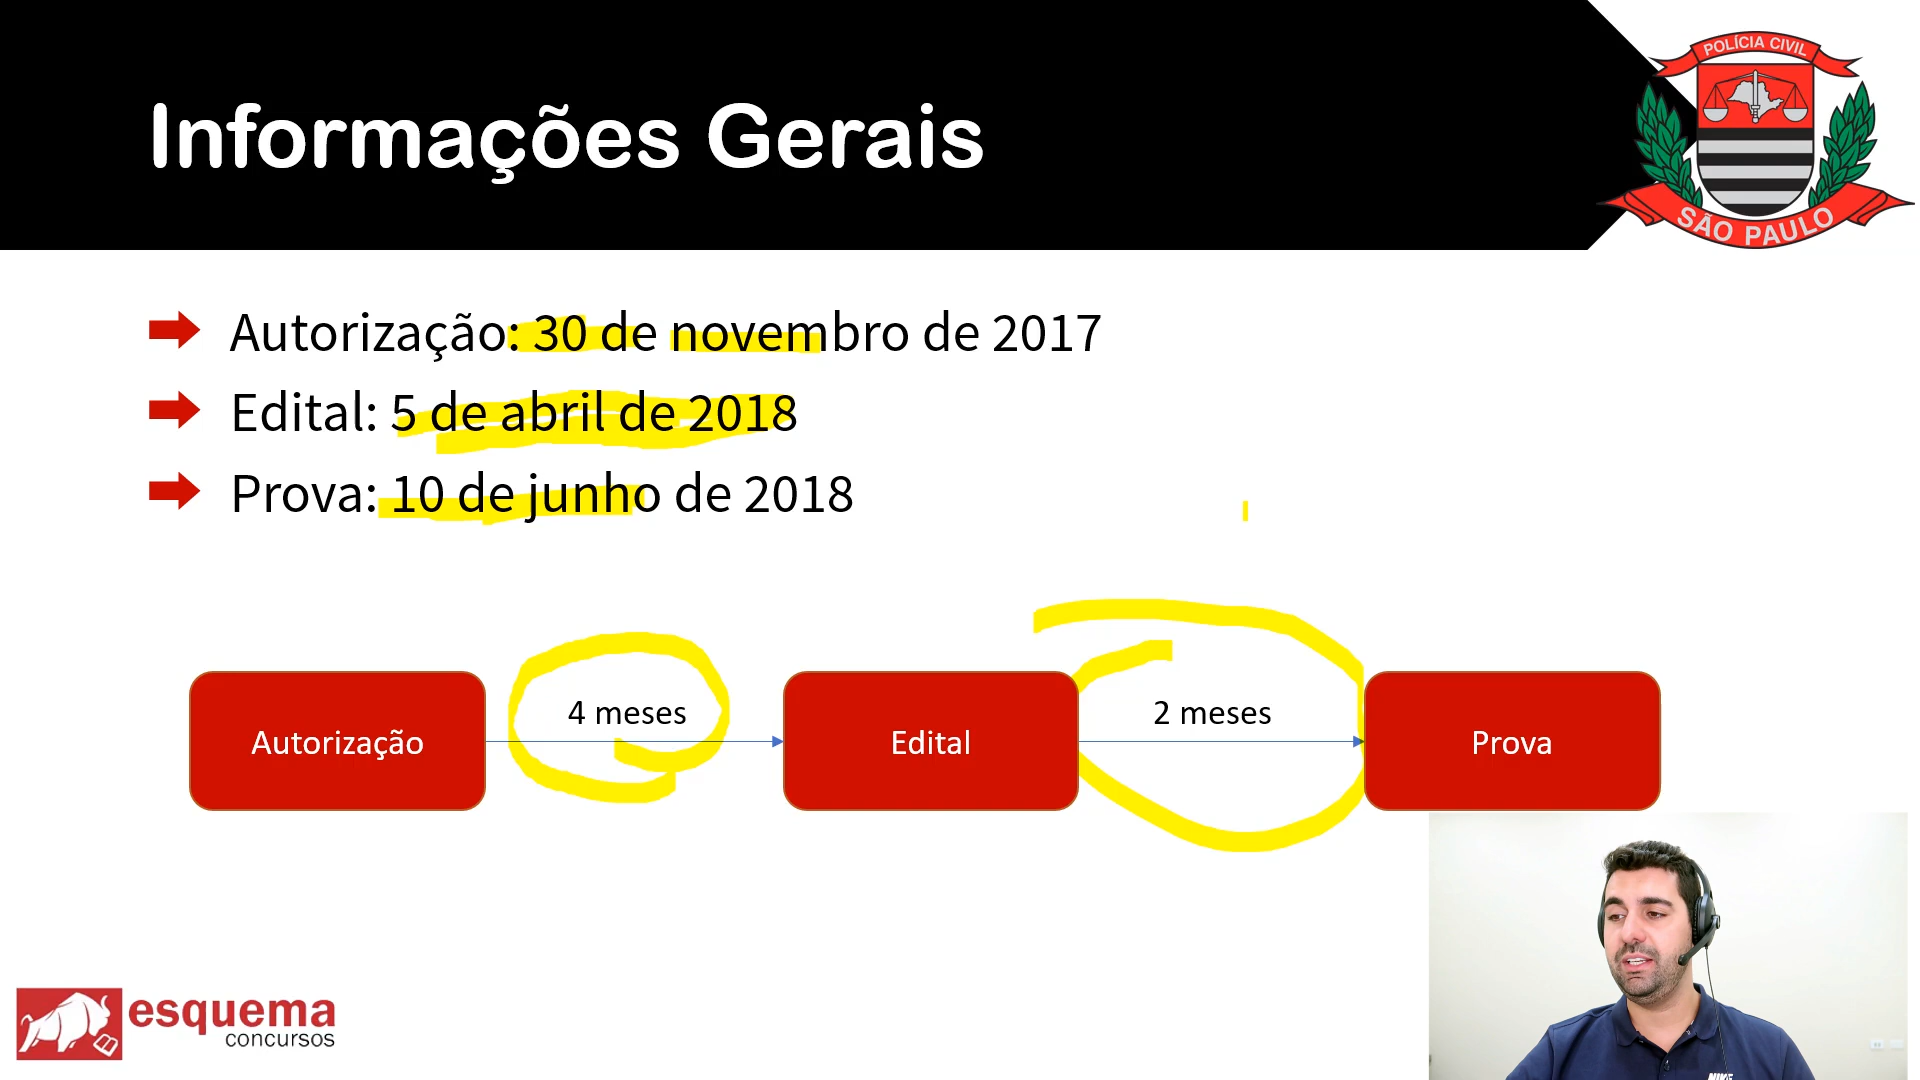 Informações Gerais
POLÍCIA CIVIL
SÃO PAULO
Autorização: 30 de novembro de 2017
Edital: 5 de abril de 2018
Prova: 10 de junho de 2018
Autorização
4 meses
Edital
2 meses
Prova
esquema
concursos
NIKE